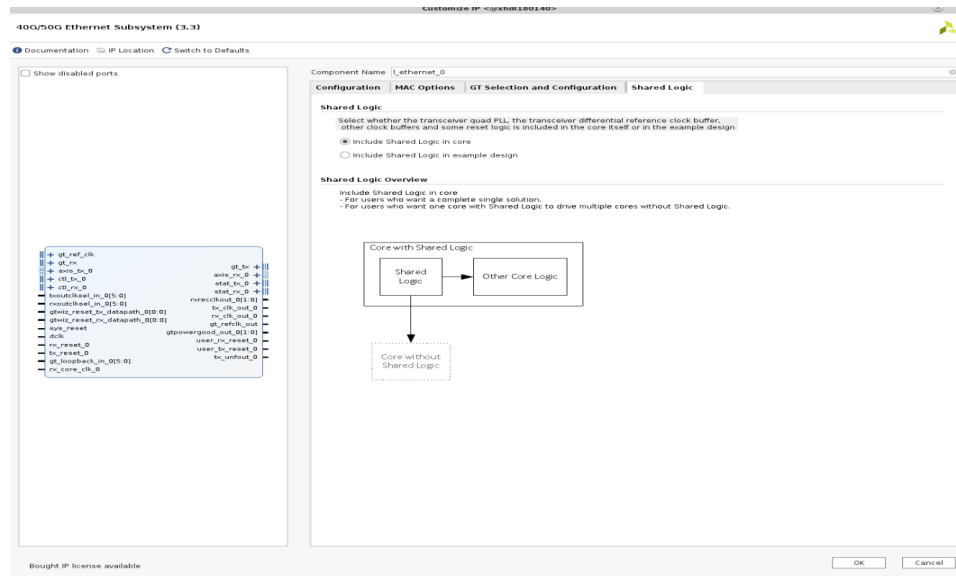 Customize IP <@xhdl180140>
40G/50G Ethernet Subsystem (3.3)
Documentation IP Location Switch to Defaults
Show disabled ports
Component Name l_ethernet_0
Configuration MAC Options GT Selection and Configuration Shared Logic
Shared Logic
Select whether the transceiver quad PLL, the transceiver differential reference clock buffer,
other clock buffers and some reset logic is included in the core itself or in the example design
Include Shared Logic in core
Include Shared Logic in example design
Shared Logic Overview
Include Shared Logic in core
- For users who want a complete single solution.
- For users who want one core with Shared Logic to drive multiple cores without Shared Logic.
Core with Shared Logic
Shared
Logic
Other Core Logic
Core without
Shared Logic
gt_ref_clk
gt_rx
axis_tx_0
ctl_tx_0
ctl_rx_0
txoutclksel_in_0[5:0]
rxoutclksel_in_0[5:0]
gtwiz_reset_tx_datapath_0[0:0]
gtwiz_reset_rx_datapath_0[0:0]
sys_reset
dclk
rx_reset_0
tx_reset_0
gt_loopback_in_0[5:0]
rx_core_clk_0
gt_tx
axis_rx_0
stat_tx_0
stat_rx_0
rxrecclkout_0[1:0]
tx_clk_out_0
rx_clk_out_0
gt_refclk_out
gtpowergood_out_0[1:0]
user_rx_reset_0
user_tx_reset_0
tx_unfout_0
Bought IP license available
OK Cancel